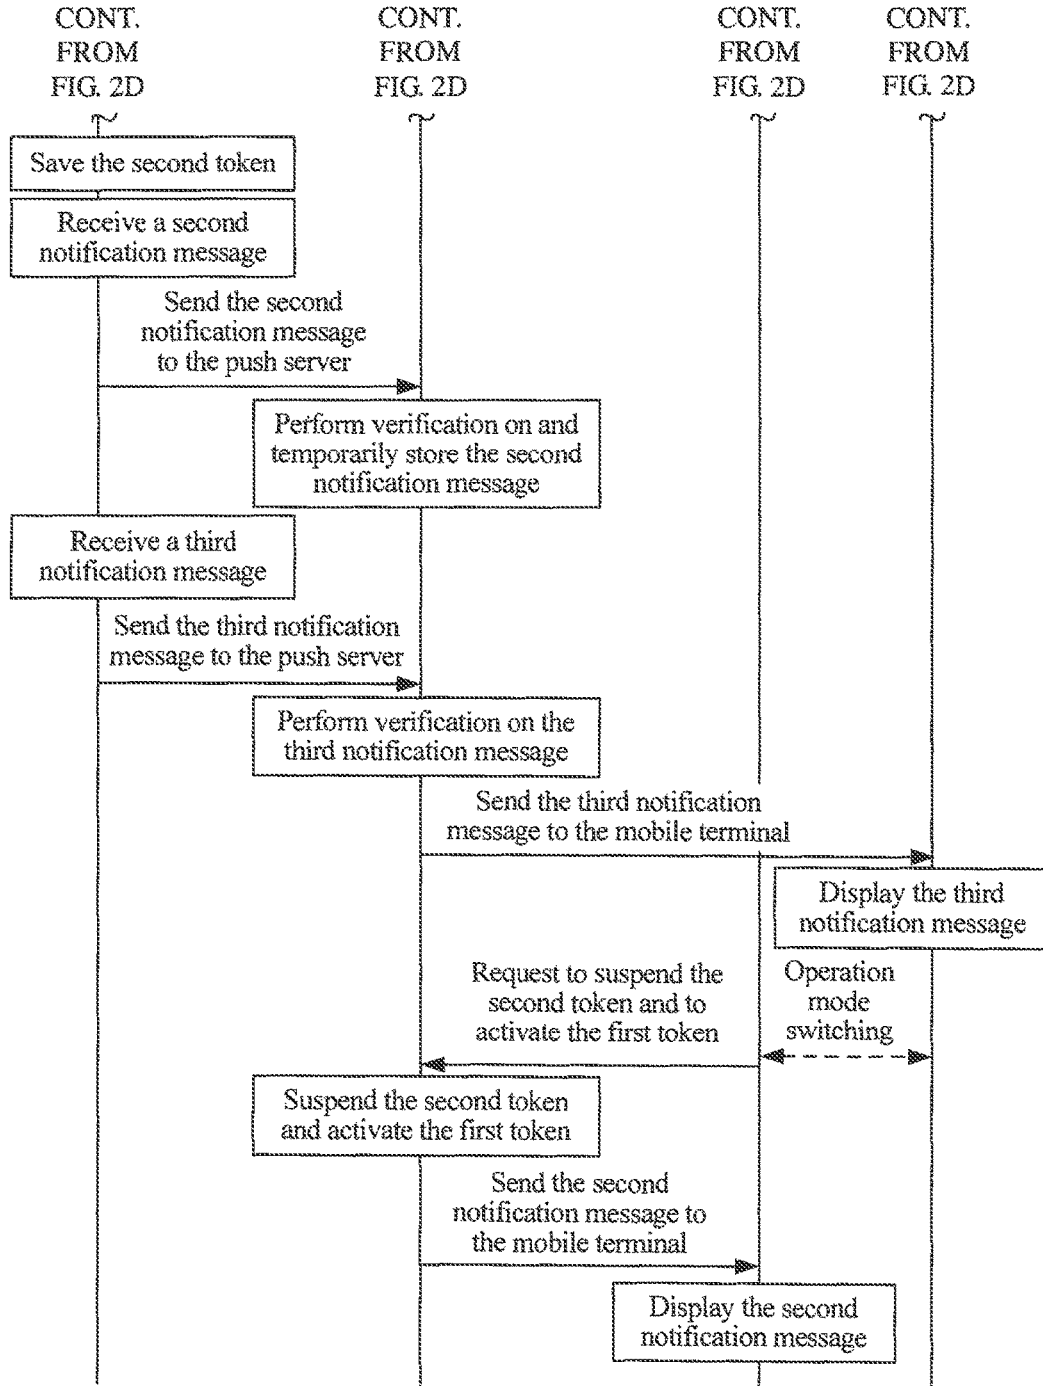 CONT.
FROM
FIG. 2D
CONT.
FROM
FIG. 2D
CONT.
FROM
FIG. 2D
CONT.
FROM
FIG. 2D
Save the second token
Receive a second
notification message
Send the second
notification message
to the push server
Perform verification on and
temporarily store the second
notification message
Receive a third
notification message
Send the third notification
message to the push server
Perform verification on the
third notification message
Send the third notification
message to the mobile terminal
Display the third
notification message
Request to suspend the
second token and to
activate the first token
Operation
mode
switching
Suspend the second token
and activate the first token
Send the second
notification message to
the mobile terminal
Display the second
notification message